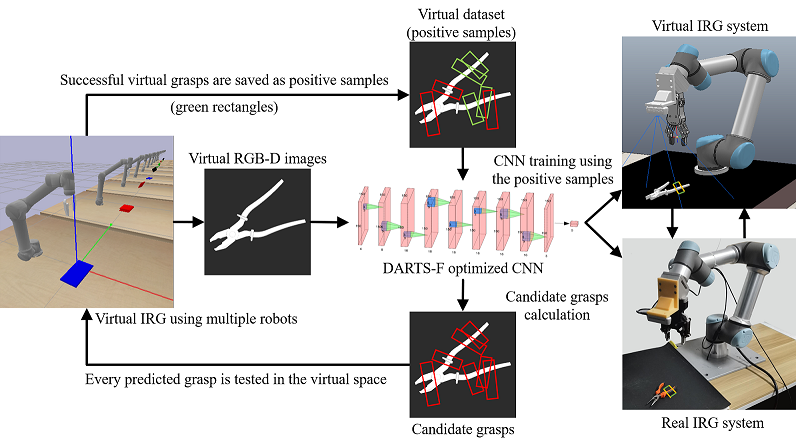 Virtual dataset
(positive samples)
Virtual IRG system
Successful virtual grasps are saved as positive samples
(green rectangles)
Virtual RGB-D images
CNN training using
the positive samples
DARTS-F optimized CNN
Candidate grasps
calculation
Virtual IRG using multiple robots
Every predicted grasp is tested in the virtual space
Candidate grasps
Real IRG system